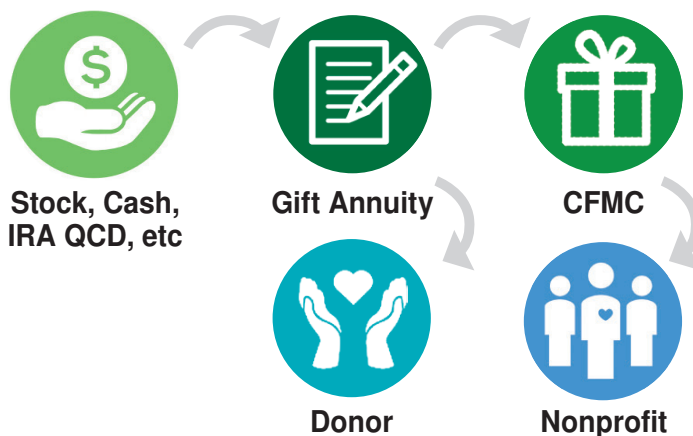 $
Stock, Cash,
IRA QCD, etc
Gift Annuity
CFMC
Donor
Nonprofit